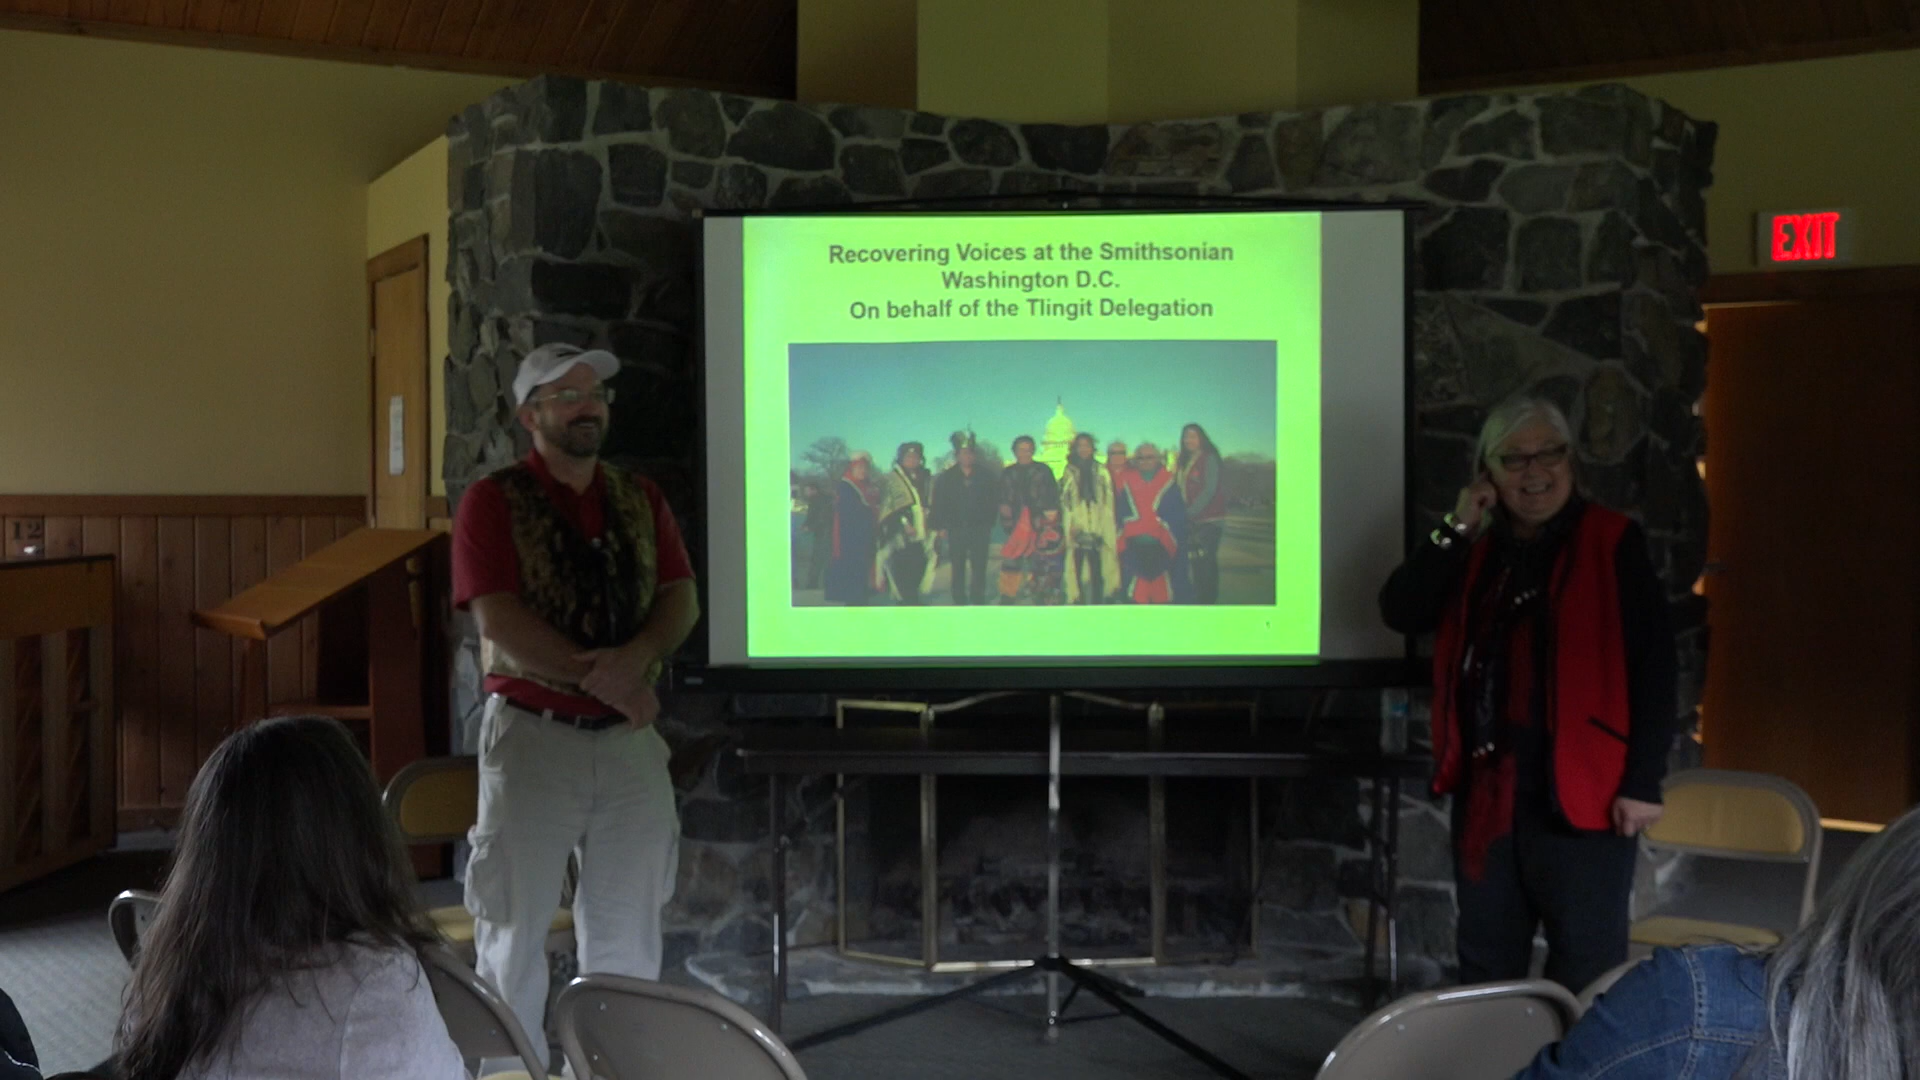 Recovering Voices at the Smithsonian
Washington D.C.
On behalf of the Tlingit Delegation
EXIT
12